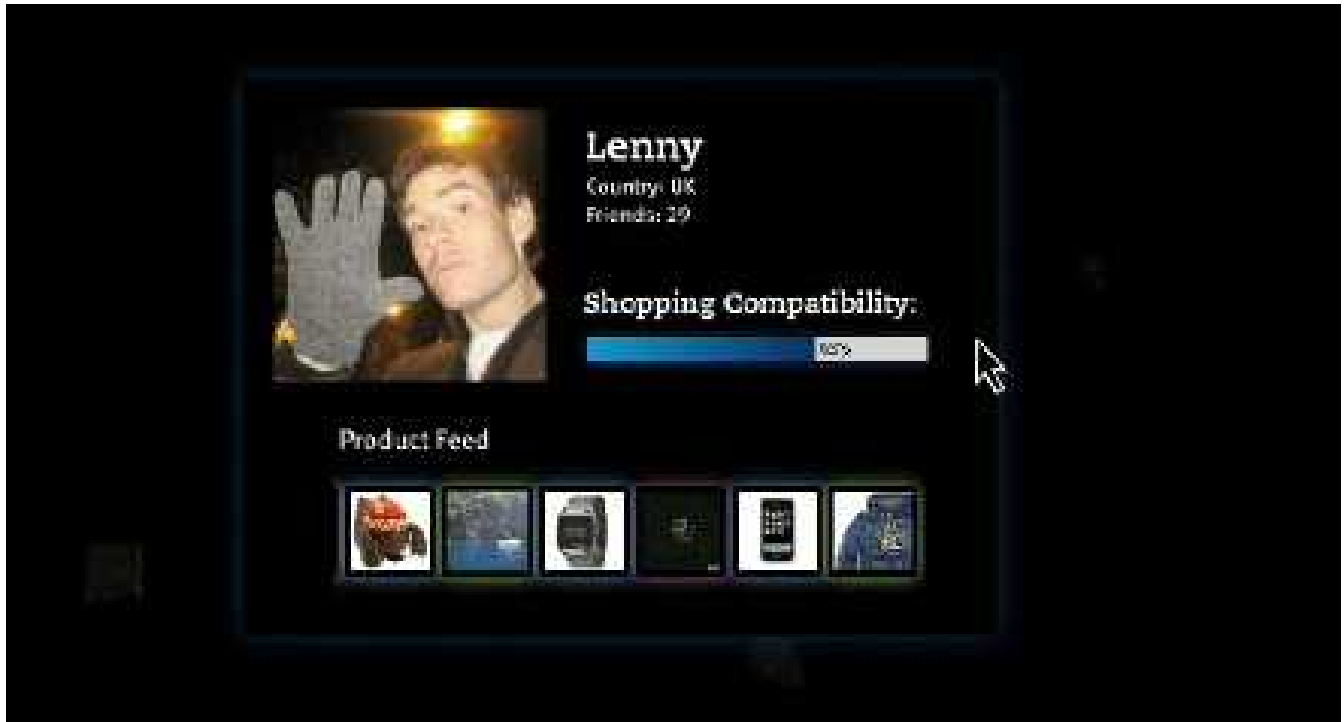 Lenny
Country: UK
Friends: 29
Shopping Compatibility:
Product Feed